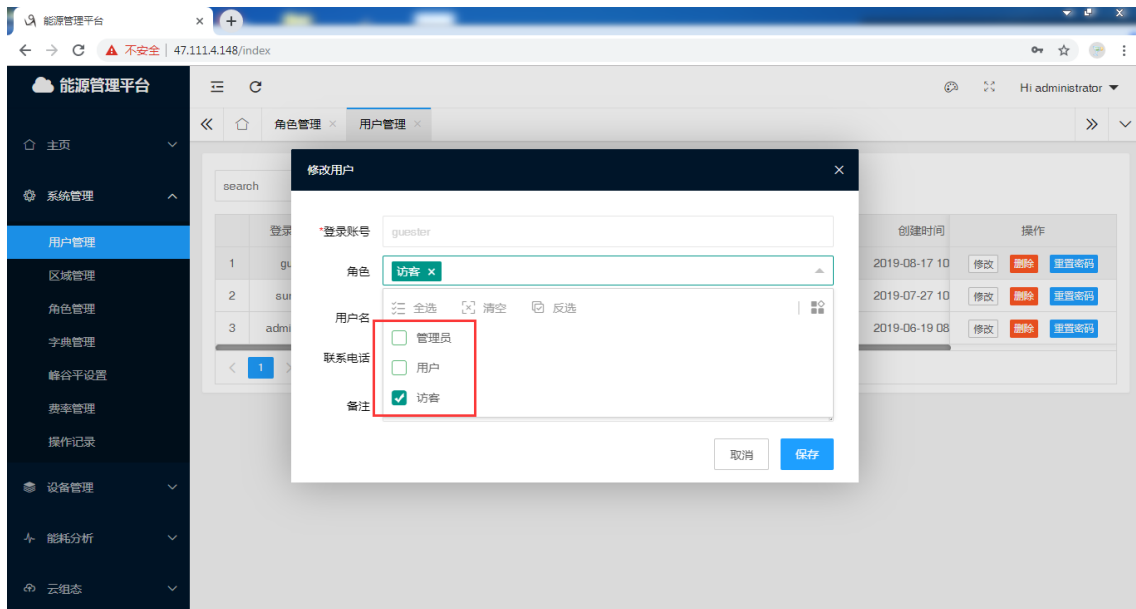 能源管理平台
不安全 | 47.111.4.148/index
能源管理平台
Hi administrator
角色管理 用户管理
主页
系统管理
用户管理
区域管理
角色管理
字典管理
峰谷平设置
费率管理
操作记录
设备管理
能耗分析
云组态
search
登录 创建时间 操作
1 gu 2019-08-17 10 修改 删除 重置密码
2 sur 2019-07-27 10 修改 删除 重置密码
3 admi 2019-06-19 08 修改 删除 重置密码
1
修改用户
*登录账号 guester
角色 访客
全选 清空 反选
用户名
管理员
联系电话
用户
访客
备注
取消 保存